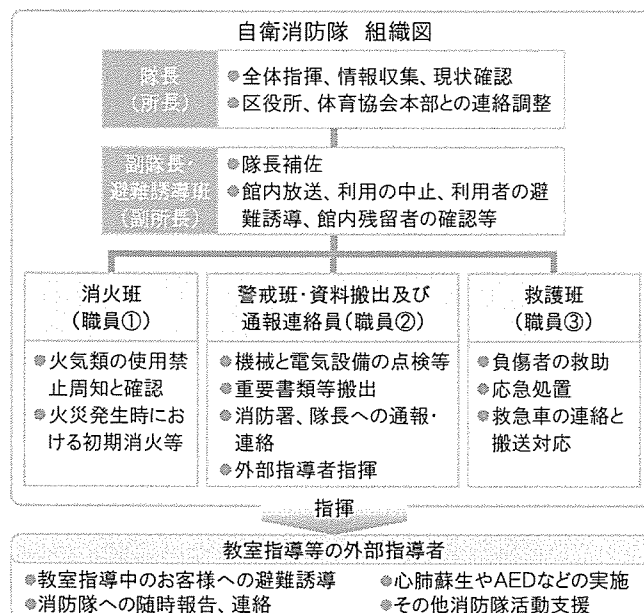 自衛消防隊 組織図
隊長
(所長)
●全体指揮、情報収集、現状確認
●区役所、体育協会本部との連絡調整
副隊長・
避難誘導班
(副所長)
●隊長補佐
●館内放送、利用の中止、利用者の避
難誘導、館内残留者の確認等
消火班
(職員①)
●火気類の使用禁
止周知と確認
●火災発生時にお
ける初期消火等
警戒班・資料搬出及び
通報連絡員(職員②)
●機械と電気設備の点検等
●重要書類等搬出
●消防署、隊長への通報・
連絡
●外部指導者指揮
救護班
(職員③)
●負傷者の救助
●応急処置
●救急車の連絡と
搬送対応
指揮
教室指導等の外部指導者
●教室指導中のお客様への避難誘導
●消防隊への随時報告、連絡
●心肺蘇生やAEDなどの実施
●その他消防隊活動支援